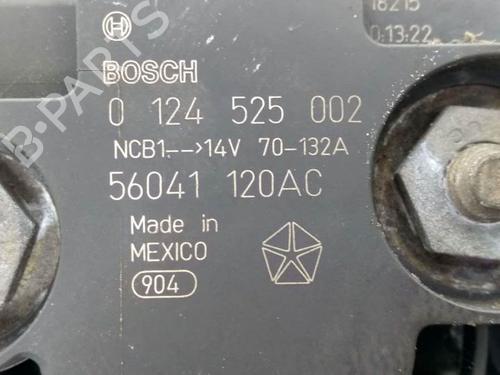 18215
0:13:22
BOSCH
0 124 525 002
NCB1-->14V 70-132A
56041 120AC
Made in
MEXICO
904
B-PARTS